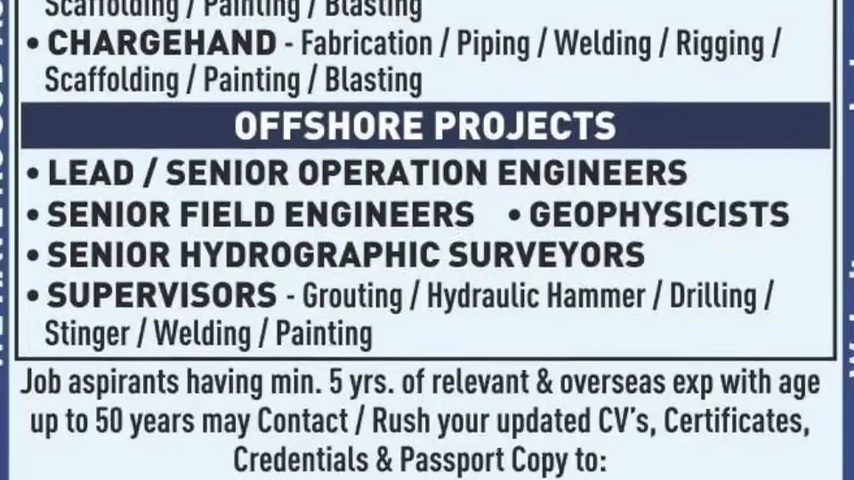 Scaffolding / Painting / Blasting
• CHARGEHAND - Fabrication / Piping / Welding / Rigging /
Scaffolding / Painting / Blasting
OFFSHORE PROJECTS
• LEAD / SENIOR OPERATION ENGINEERS
• SENIOR FIELD ENGINEERS • GEOPHYSICISTS
• SENIOR HYDROGRAPHIC SURVEYORS
• SUPERVISORS - Grouting / Hydraulic Hammer / Drilling /
Stinger / Welding / Painting
Job aspirants having min. 5 yrs. of relevant & overseas exp with age
up to 50 years may Contact / Rush your updated CV's, Certificates,
Credentials & Passport Copy to: